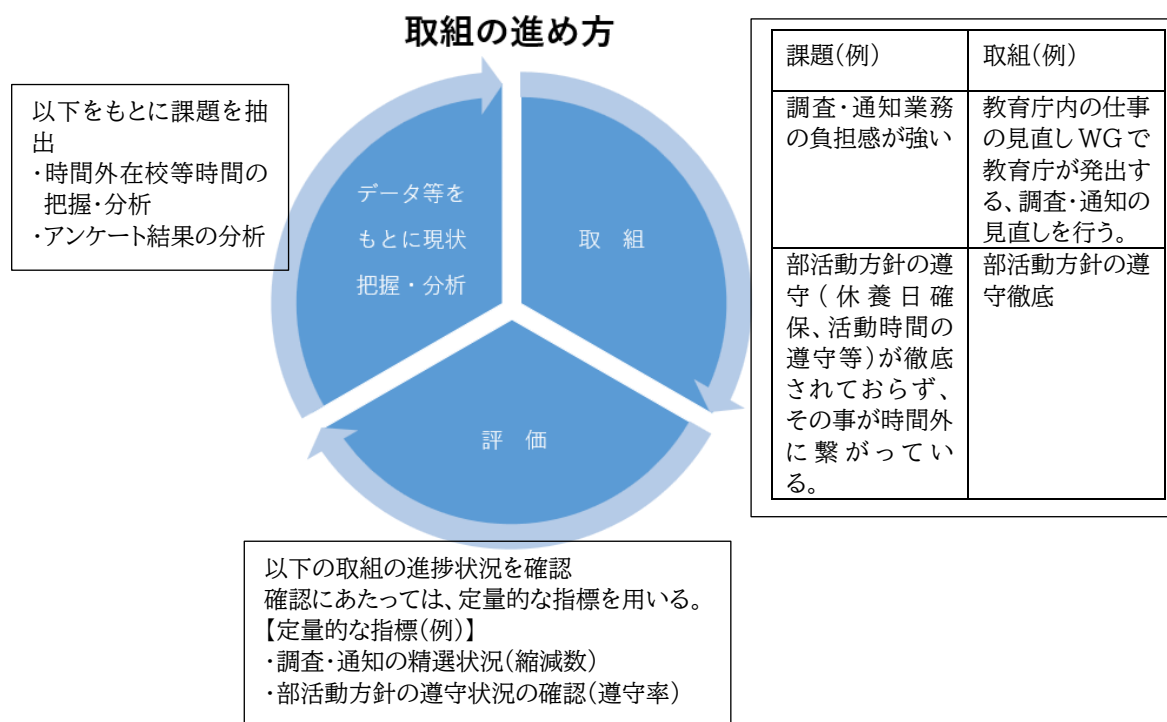 取組の進め方
以下をもとに課題を抽
出
・時間外在校等時間の
把握・分析
・アンケート結果の分析
データ等を
もとに現状
把握・分析
取　組
評　価
課題(例)
取組(例)
調査・通知業務
の負担感が強い
教育庁内の仕事
の見直しWGで
教育庁が発出す
る、調査・通知の
見直しを行う。
部活動方針の遵
守(休養日確
保、活動時間の
遵守等)が徹底
されておらず、
その事が時間外
に繋がってい
る。
部活動方針の遵
守徹底
以下の取組の進捗状況を確認
確認にあたっては、定量的な指標を用いる。
【定量的な指標(例)】
・調査・通知の精選状況(縮減数)
・部活動方針の遵守状況の確認(遵守率)